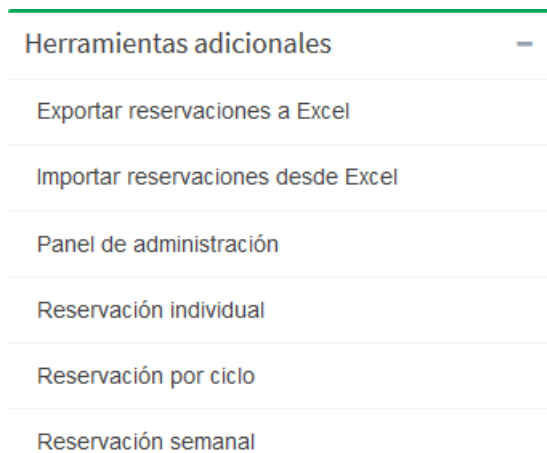 Herramientas adicionales
Exportar reservaciones a Excel
Importar reservaciones desde Excel
Panel de administración
Reservación individual
Reservación por ciclo
Reservación semanal